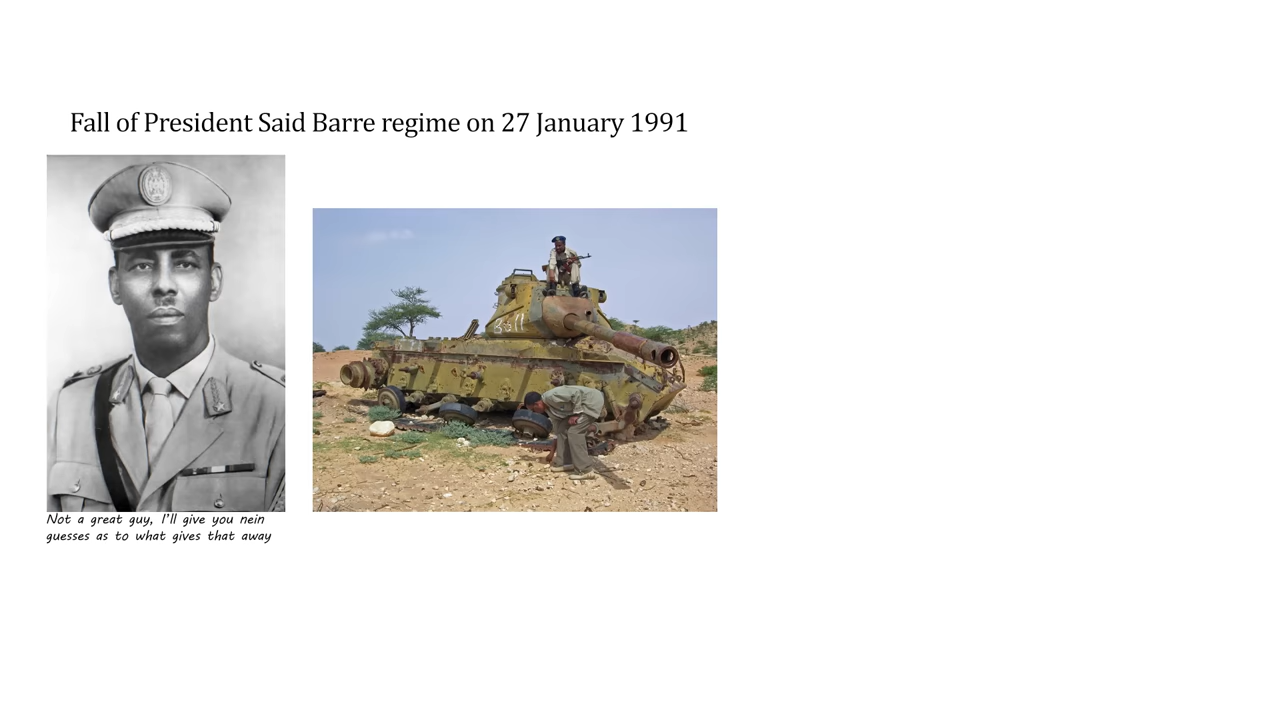 Fall of President Said Barre regime on 27 January 1991
Not a great guy, I'll give you nein
guesses as to what gives that away